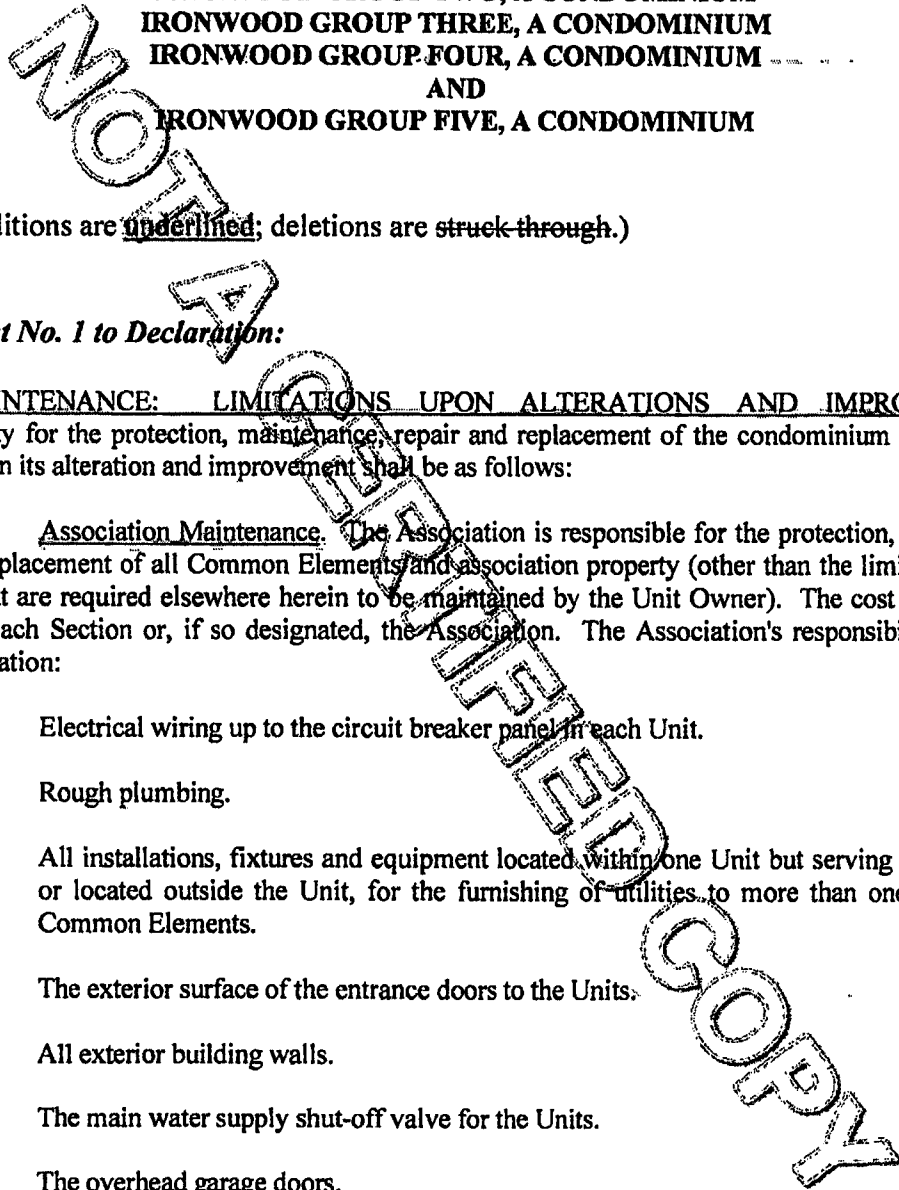 IRONWOOD GROUP THREE, A CONDOMINIUM
IRONWOOD GROUP FOUR, A CONDOMINIUM
AND
IRONWOOD GROUP FIVE, A CONDOMINIUM
litions are underlined; deletions are struck through.)
t No. 1 to Declaration:
NTENANCE: LIMITATIONS UPON ALTERATIONS AND IMPRO
y for the protection, maintenance, repair and replacement of the condominium
n its alteration and improvement shall be as follows:
Association Maintenance. The Association is responsible for the protection,
placement of all Common Elements and association property (other than the limi
t are required elsewhere herein to be maintained by the Unit Owner). The cost
ach Section or, if so designated, the Association. The Association's responsibi
ation:
Electrical wiring up to the circuit breaker panel in each Unit.
Rough plumbing.
All installations, fixtures and equipment located within one Unit but serving
or located outside the Unit, for the furnishing of utilities to more than one
Common Elements.
The exterior surface of the entrance doors to the Units.
All exterior building walls.
The main water supply shut-off valve for the Units.
The overhead garage doors.
NOT A CERTIFIED COPY